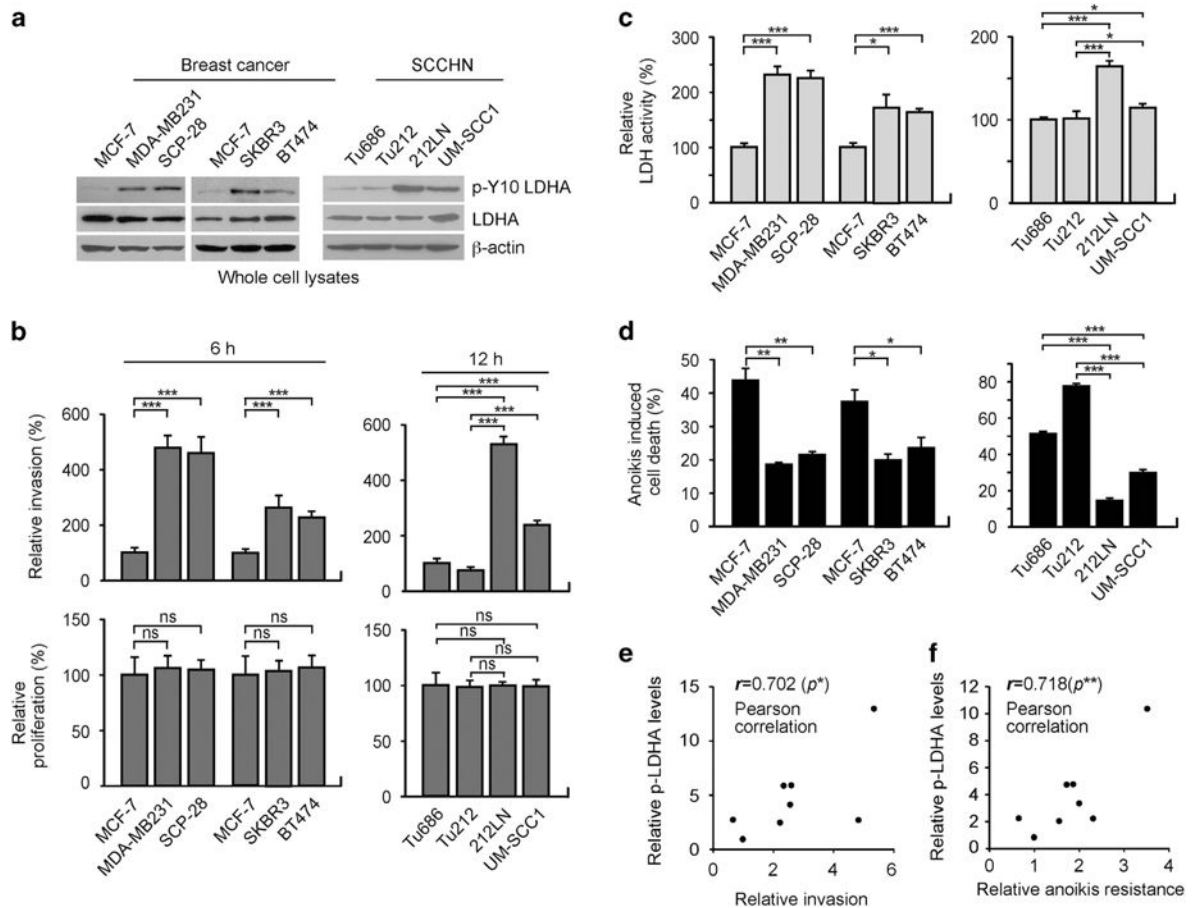 a
Breast cancer SCCHN
MCF-7 MDA-MB231 SCP-28 MCF-7 SKBR3 BT474 Tu686 Tu212 212LN UM-SCC1
p-Y10 LDHA
LDHA
β-actin
Whole cell lysates
b
6 h 12 h
Relative invasion (%)
600
400
200
0
*** *** *** ***
600
400
200
0
*** *** *** ***
Relative
proliferation (%)
150
100
50
0
ns ns ns ns
150
100
50
0
ns ns ns ns
MCF-7 MDA-MB231 SCP-28 MCF-7 SKBR3 BT474 Tu686 Tu212 212LN UM-SCC1
c
Relative
LDH activity (%)
300
250
200
150
100
50
0
*** *** *** *
200
100
0
* *** * ***
MCF-7 MDA-MB231 SCP-28 MCF-7 SKBR3 BT474 Tu686 Tu212 212LN UM-SCC1
d
Anoikis induced
cell death (%)
50
40
30
20
10
0
** ** * *
80
60
40
20
0
*** *** *** ***
MCF-7 MDA-MB231 SCP-28 MCF-7 SKBR3 BT474 Tu686 Tu212 212LN UM-SCC1
e
Relative p-LDHA levels
15
10
5
0
r=0.702 (p*)
Pearson
correlation
0 2 4 6
Relative invasion
f
Relative p-LDHA levels
12
10
8
6
4
2
0
r=0.718(p**)
Pearson
correlation
0 1 2 3 4
Relative anoikis resistance